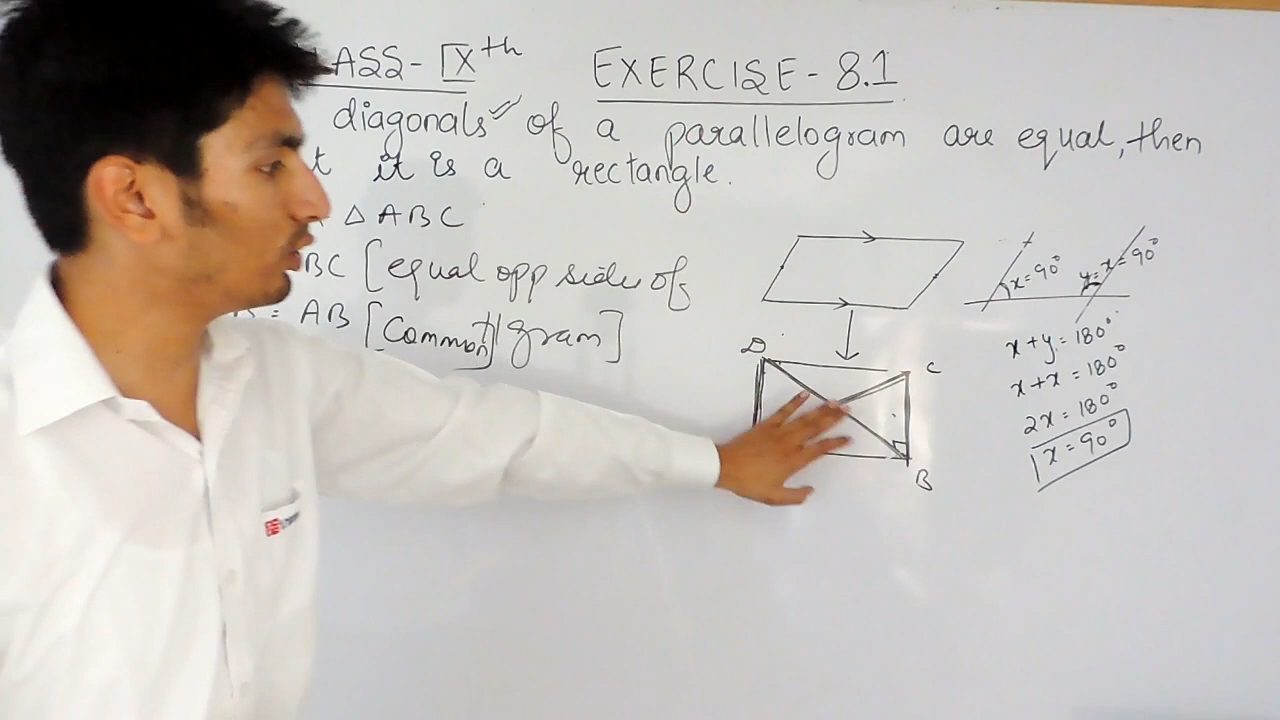 LASS - IXth EXERCISE - 8.1
diagonals of a parallelogram are equal, then
t it is a rectangle.
Δ ABC
BC [equal opp side of
= AB [Common] ||gram]
x = 90°
y = x = 90°
x + y = 180°
x + x = 180°
2x = 180°
x = 90°
D
C
B